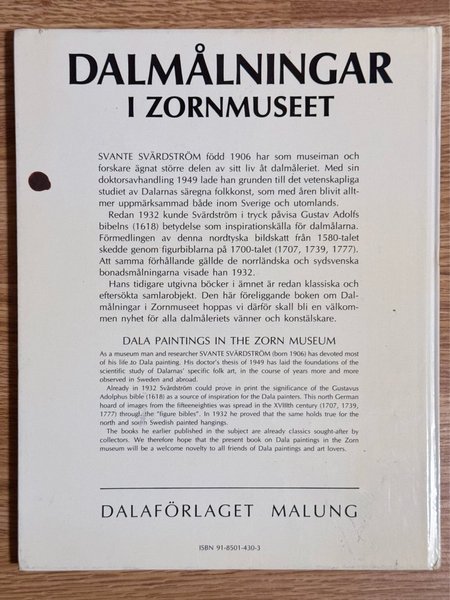 DALMÅLNINGAR
I ZORNMUSEET
SVANTE SVÄRDSTRÖM född 1906 har som museiman och
forskare ägnat större delen av sitt liv åt dalmåleriet. Med sin
doktorsavhandling 1949 lade han grunden till det vetenskapliga
studiet av Dalarnas säregna folkkonst, som med åren blivit allt-
mer uppmärksammad både inom Sverige och utomlands.
Redan 1932 kunde Svärdström i tryck påvisa Gustav Adolfs
bibelns (1618) betydelse som inspirationskälla för dalmålarna.
Förmedlingen av denna nordtyska bildskatt från 1580-talet
skedde genom figurbiblarna på 1700-talet (1707, 1739, 1777).
Att samma förhållande gällde de norrländska och sydsvenska
bonadsmålningarna visade han 1932.
Hans tidigare utgivna böcker i ämnet är redan klassiska och
eftersökta samlarobjekt. Den här föreliggande boken om Dal-
målningar i Zornmuseet hoppas vi därför skall bli en välkom-
men nyhet för alla dalmåleriets vänner och konstälskare.
DALA PAINTINGS IN THE ZORN MUSEUM
As a museum man and researcher SVANTE SVÄRDSTRÖM (born 1906) has devoted most
of his life to Dala painting. His doctor's thesis of 1949 has laid the foundations of the
scientific study of Dalarnas' specific folk art, in the course of years more and more
observed in Sweden and abroad.
Already in 1932 Svärdström could prove in print the significance of the Gustavus
Adolphus bible (1618) as a source of inspiration for the Dala painters. This north German
hoard of images from the fifteeneighties was spread in the XVIIIth century (1707, 1739,
1777) through the "figure bibles". In 1932 he proved that the same holds true for the
north and south Swedish painted hangings.
The books he earlier published in the subject are already classics sought-after by
collectors. We therefore hope that the present book on Dala paintings in the Zorn
museum will be a welcome novelty to all friends of Dala paintings and art lovers.
DALAFÖRLAGET MALUNG
ISBN 91-8501-430-3